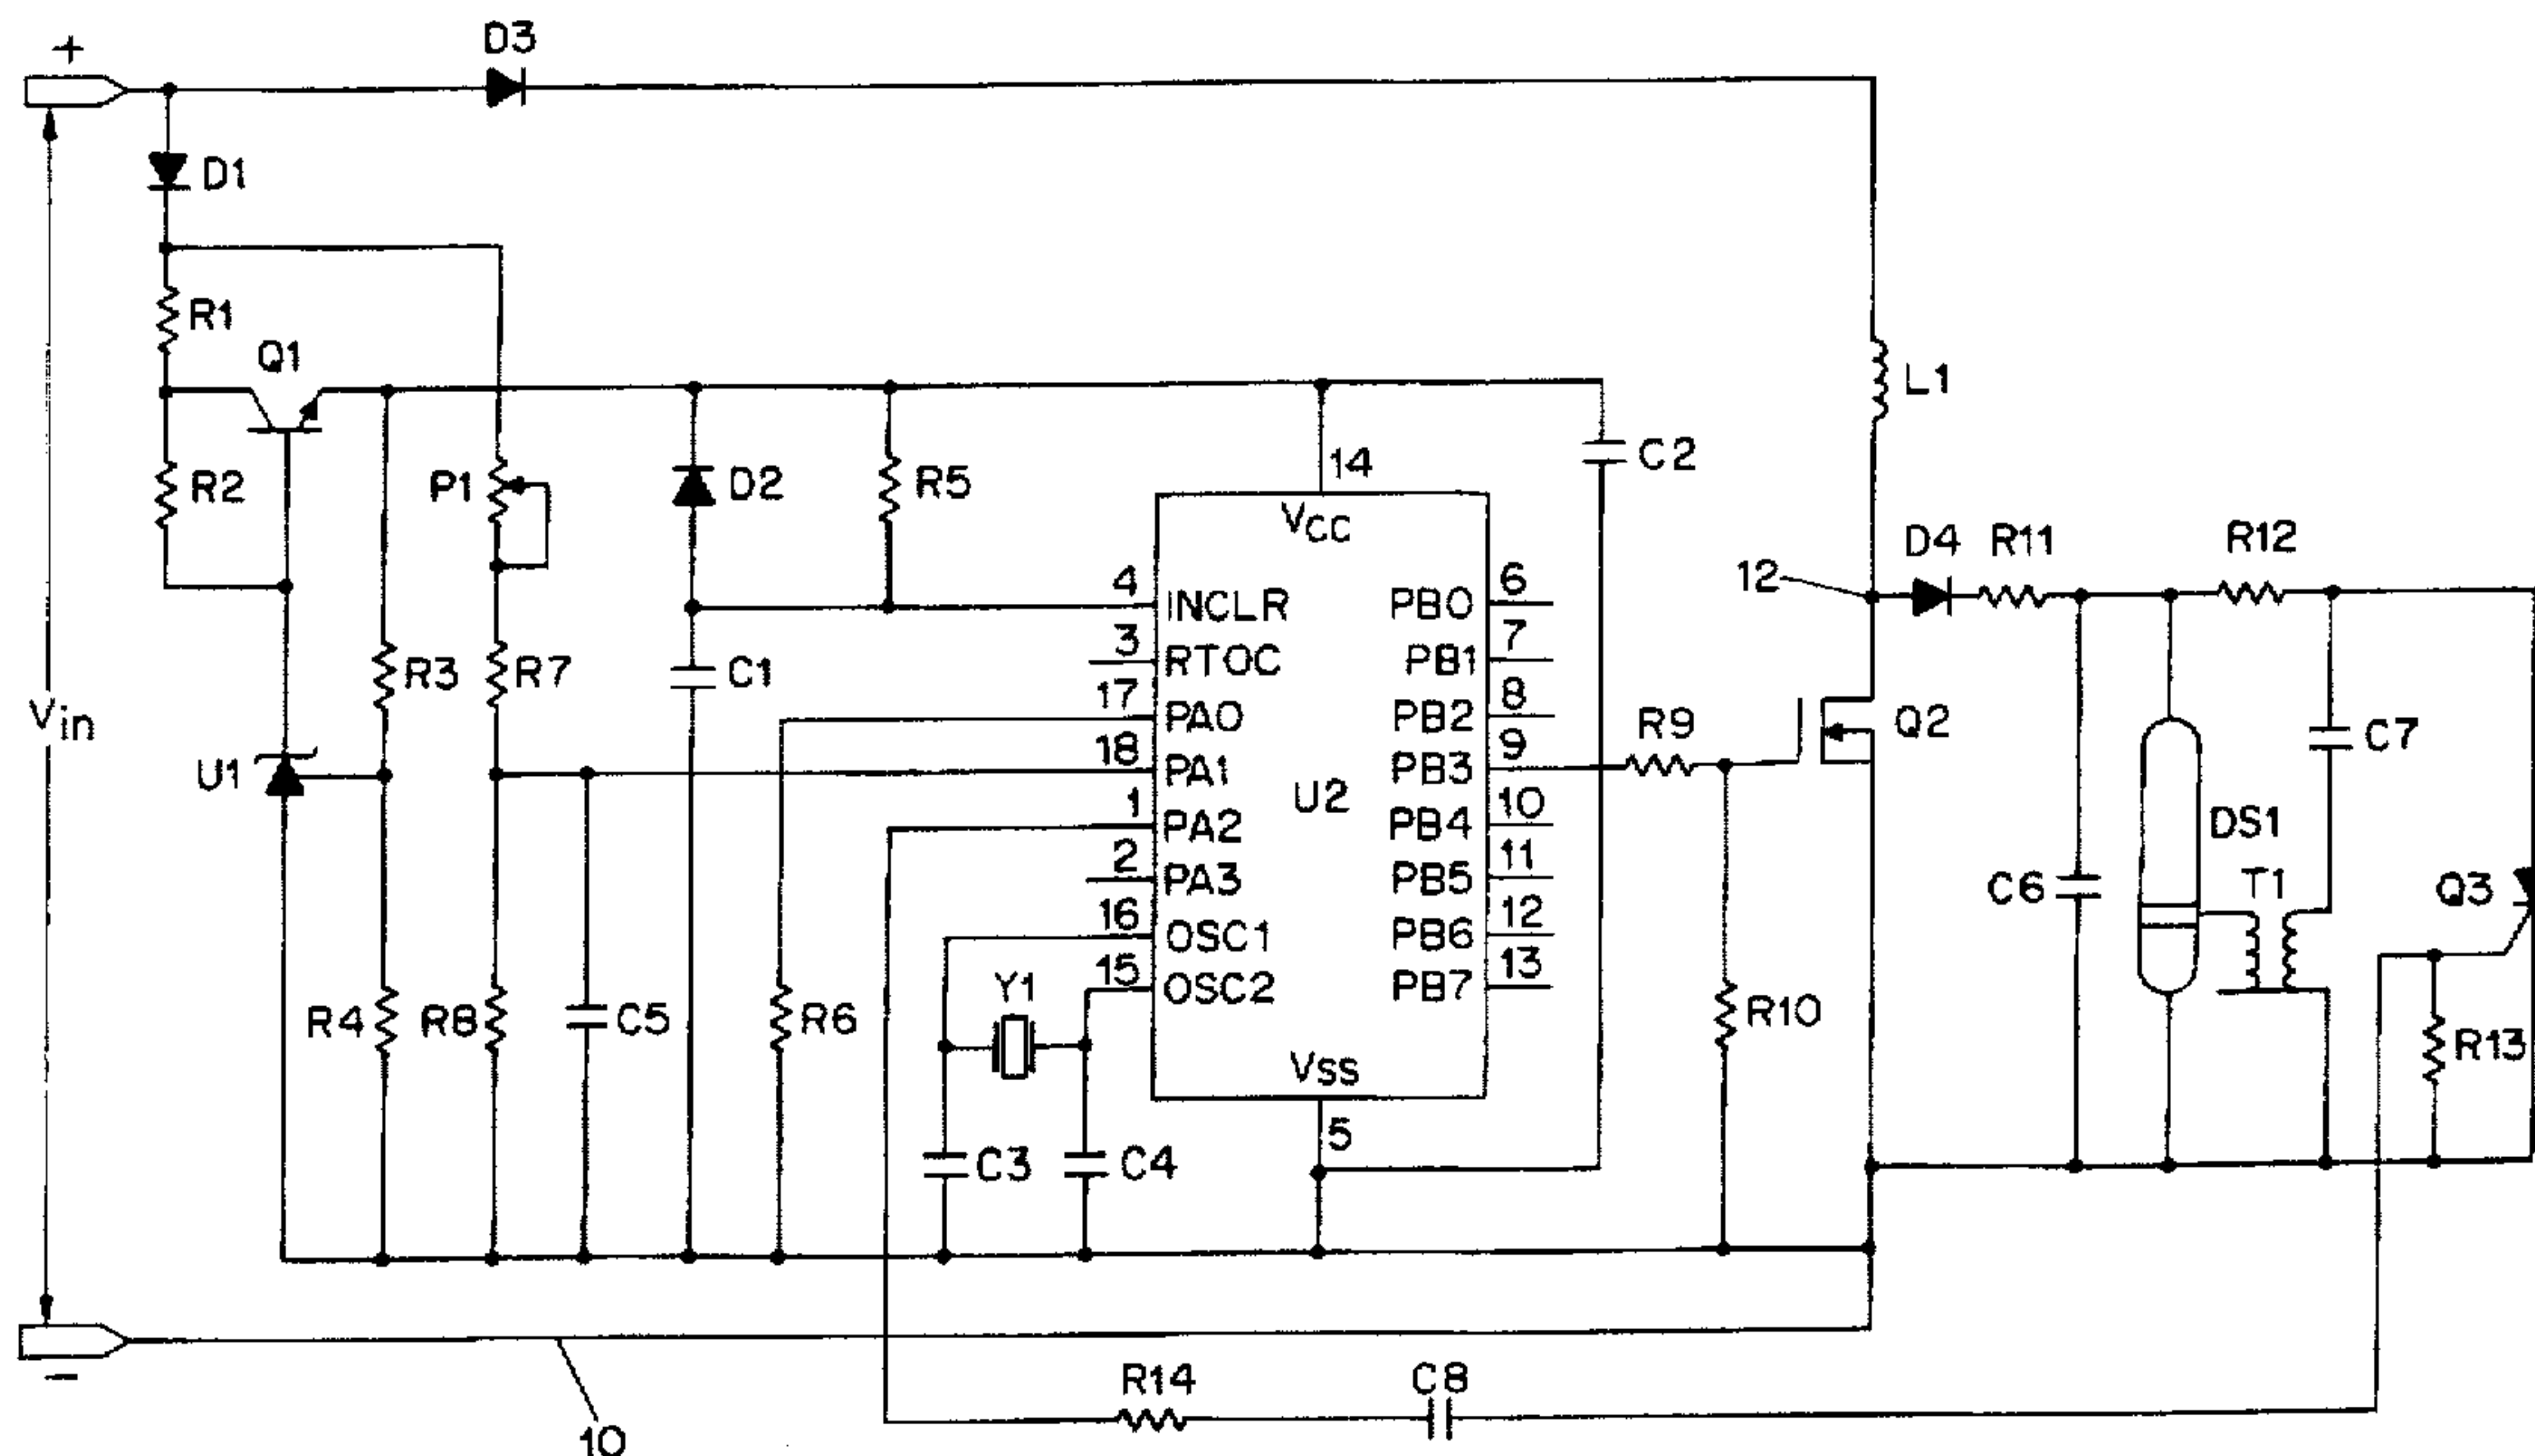 +
D3
D1
R1
Q1
L1
R2
P1
D2
R5
14
C2
VCC
D4
R11
R12
12
4
INCLR
PB0
6
3
RTOC
PB1
7
17
PA0
PB2
8
18
PA1
PB3
9
1
PA2
PB4
10
2
PA3
PB5
11
16
OSC1
PB6
12
15
OSC2
PB7
13
U2
VSS
5
R3
R7
C1
R9
Q2
C7
Vin
U1
DS1
C6
T1
Q3
R4
R8
C5
R6
Y1
R10
R13
C3
C4
−
R14
C8
10